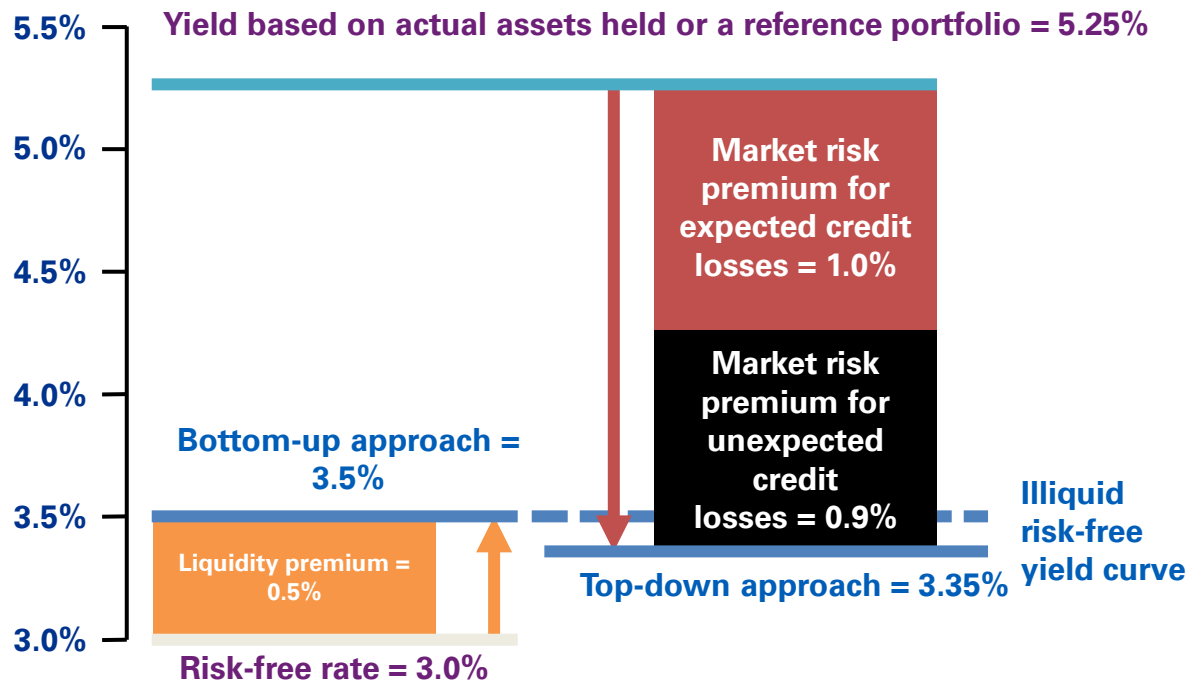 5.5%
Yield based on actual assets held or a reference portfolio = 5.25%
5.0%
4.5%
4.0%
3.5%
3.0%
Market risk
premium for
expected credit
losses = 1.0%
Market risk
premium for
unexpected
credit
losses = 0.9%
Bottom-up approach =
3.5%
Liquidity premium =
0.5%
Risk-free rate = 3.0%
Top-down approach = 3.35%
Illiquid
risk-free
yield curve